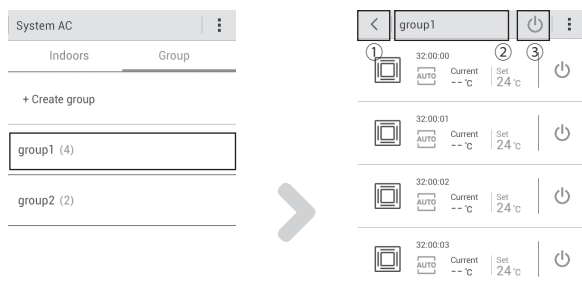 System AC
Indoors Group
+ Create group
group1 (4)
group2 (2)
group1
① ② ③
32:00:00
AUTO Current Set
-- °C 24 °C
32:00:01
AUTO Current Set
-- °C 24 °C
32:00:02
AUTO Current Set
-- °C 24 °C
32:00:03
AUTO Current Set
-- °C 24 °C